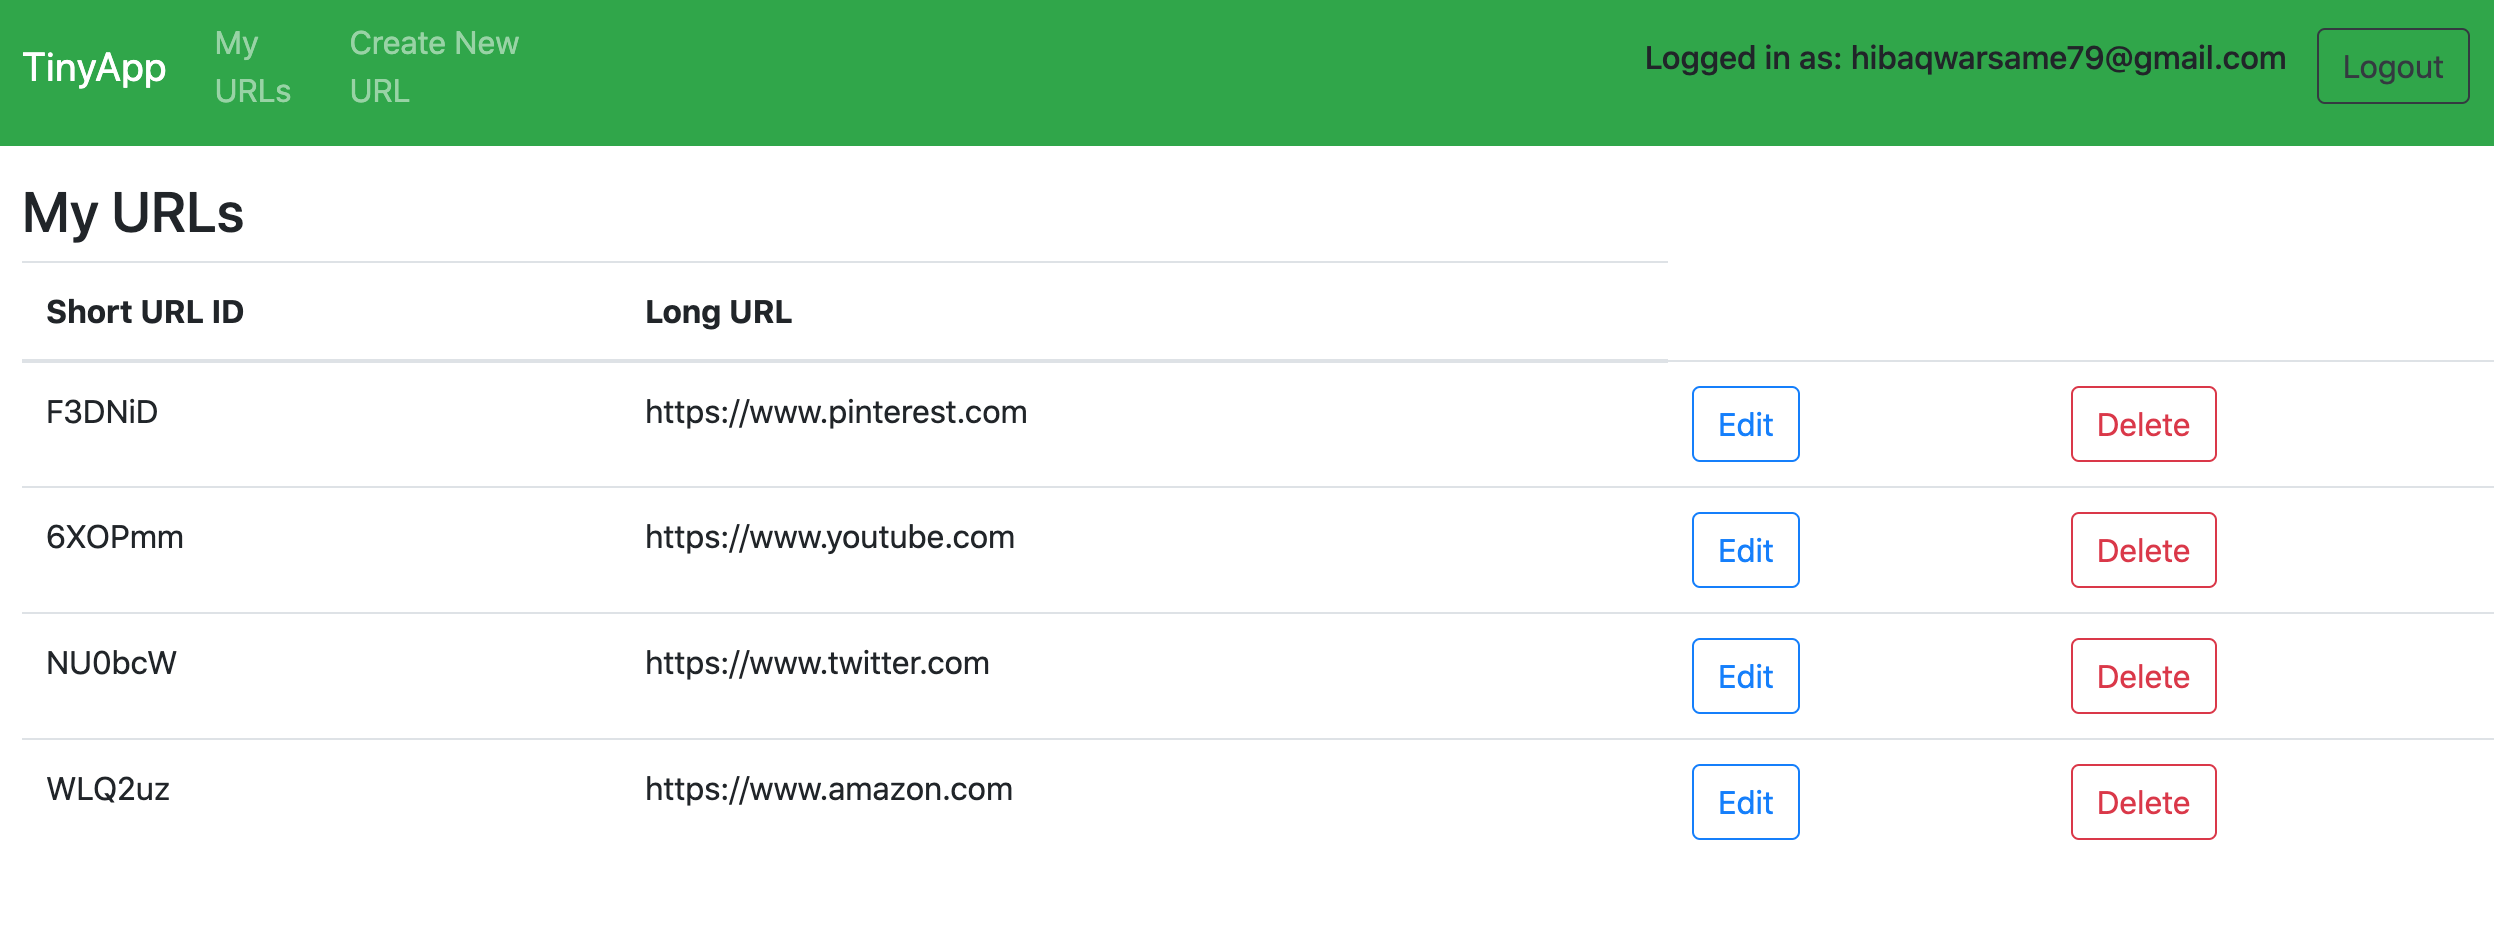 TinyApp
My
URLs
Create New
URL
Logged in as: hibaqwarsame79@gmail.com
Logout
My URLs
Short URL ID Long URL
F3DNiD https://www.pinterest.com Edit Delete
6XOPmm https://www.youtube.com Edit Delete
NU0bcW https://www.twitter.com Edit Delete
WLQ2uz https://www.amazon.com Edit Delete